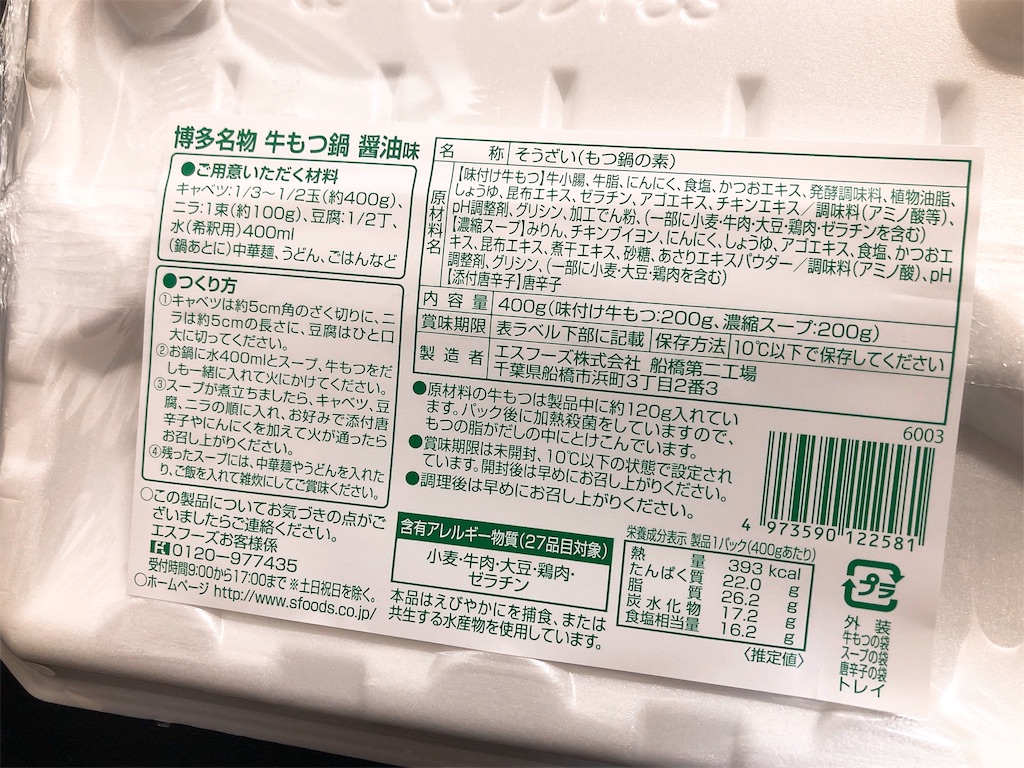 博多名物 牛もつ鍋 醤油味
●ご用意いただく材料
キャベツ:1/3〜1/2玉(約400g)、
ニラ:1束(約100g)、豆腐:1/2丁、
水(希釈用)400ml
(鍋あとに)中華麺、うどん、ごはんなど
●つくり方
①キャベツは約5cm角のざく切りに、ニ
ラは約5cmの長さに、豆腐はひと口
大に切ってください。
②お鍋に水400mlとスープ、牛もつをだ
しも一緒に入れて火にかけてください。
③スープが煮立ちましたら、キャベツ、豆
腐、ニラの順に入れ、お好みで添付唐
辛子やにんにくを加えて火が通ったら
お召し上がりください。
④残ったスープには、中華麺やうどんを入れた
り、ご飯を入れて雑炊にしてご賞味ください。
○この製品についてお気づきの点がご
ざいましたらご連絡ください。
エスフーズお客様係
0120-977435
受付時間9:00から17:00まで ※土日祝日を除く。
○ホームページ http://www.sfoods.co.jp/
名称 そうざい(もつ鍋の素)
原材料名
【味付け牛もつ】牛小腸、牛脂、にんにく、食塩、かつおエキス、発酵調味料、植物油脂、
しょうゆ、昆布エキス、ゼラチン、アゴエキス、チキンエキス/調味料(アミノ酸等)、
pH調整剤、グリシン、加工でん粉、(一部に小麦・牛肉・大豆・鶏肉・ゼラチンを含む)
【濃縮スープ】みりん、チキンブイヨン、にんにく、しょうゆ、アゴエキス、食塩、かつおエ
キス、昆布エキス、煮干エキス、砂糖、あさりエキスパウダー/調味料(アミノ酸)、pH
調整剤、グリシン、(一部に小麦・大豆・鶏肉を含む)
【添付唐辛子】唐辛子
内容量 400g(味付け牛もつ:200g、濃縮スープ:200g)
賞味期限 表ラベル下部に記載 保存方法 10℃以下で保存してください
製造者 エスフーズ株式会社 船橋第二工場
千葉県船橋市浜町3丁目2番3
●原材料の牛もつは製品中に約120g入れてい
ます。パック後に加熱殺菌をしていますので、
もつの脂がだしの中にとけこんでいます。
●賞味期限は未開封、10℃以下の状態で設定され
ています。開封後は早めにお召し上がりください。
●調理後は早めにお召し上がりください。
6003
4 973590 122581
含有アレルギー物質(27品目対象)
小麦・牛肉・大豆・鶏肉・
ゼラチン
本品はえびやかにを捕食、または
共生する水産物を使用しています。
栄養成分表示 製品1パック(400gあたり)
熱量 393 kcal
たんぱく質 22.0 g
脂質 26.2 g
炭水化物 17.2 g
食塩相当量 16.2 g
〈推定値〉
プラ
外装
牛もつの袋
スープの袋
唐辛子の袋
トレイ